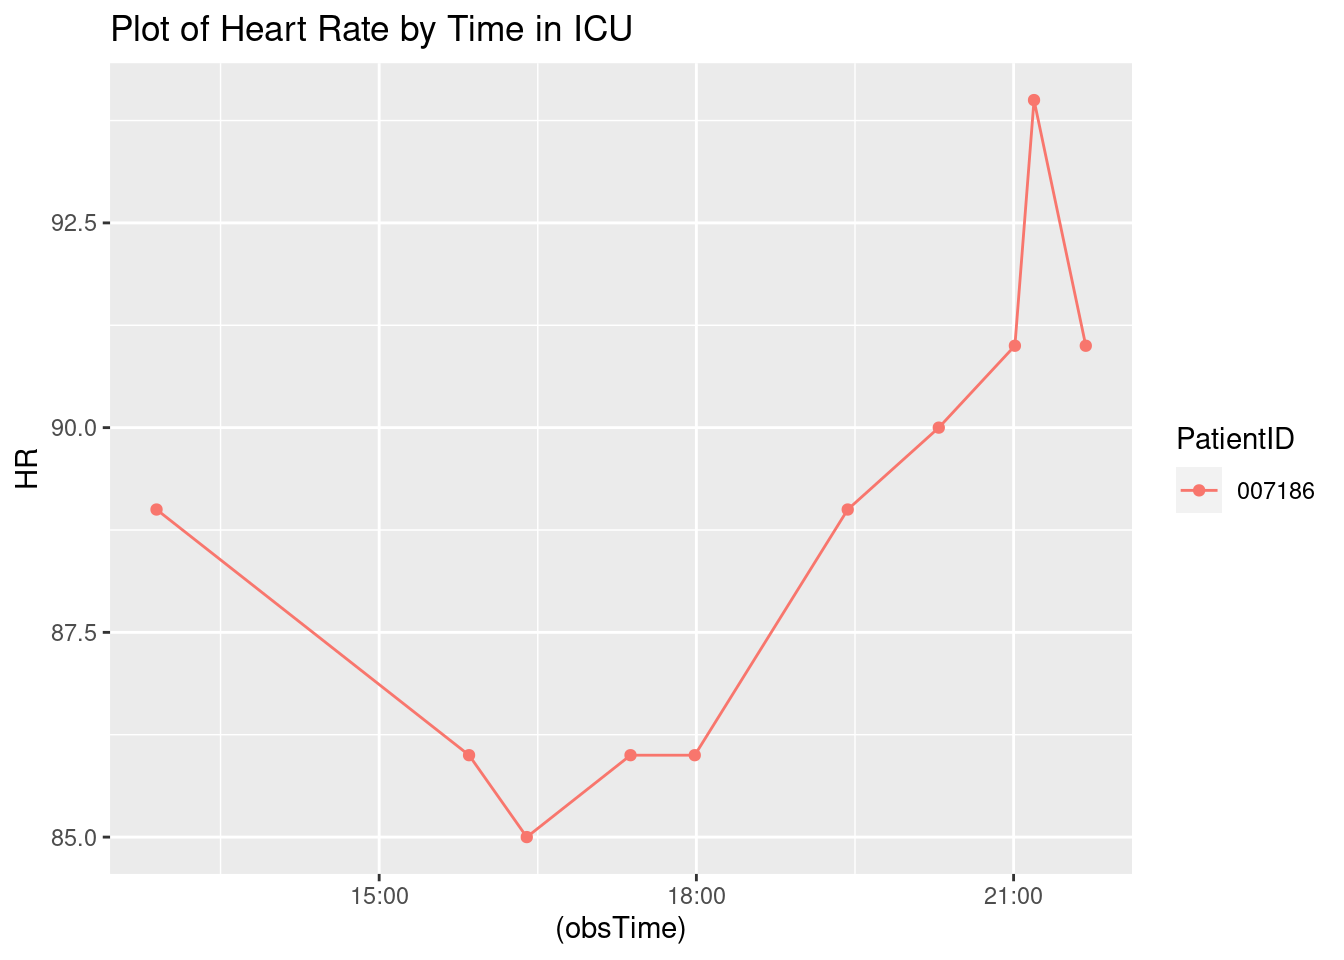 Plot of Heart Rate by Time in ICU
92.5
90.0
87.5
85.0
HR
15:00 18:00 21:00
(obsTime)
PatientID
007186